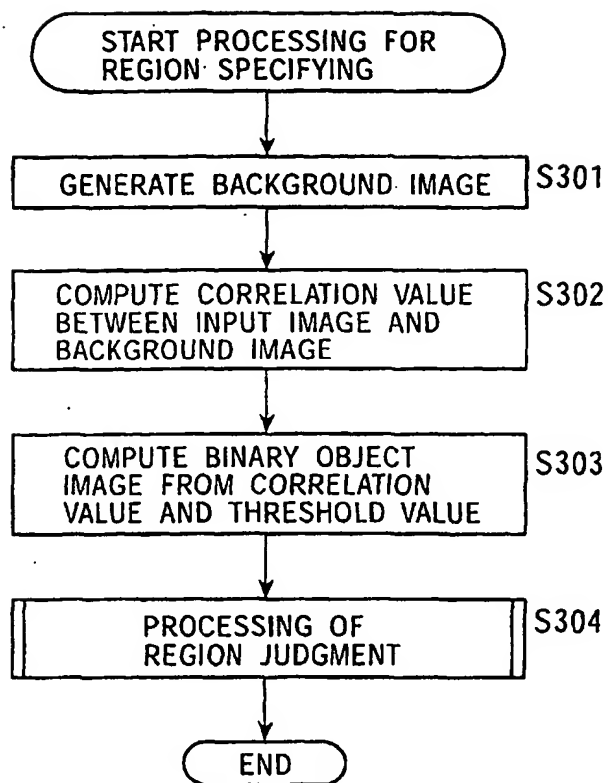 START PROCESSING FOR
REGION SPECIFYING
GENERATE BACKGROUND IMAGE
S301
COMPUTE CORRELATION VALUE
BETWEEN INPUT IMAGE AND
BACKGROUND IMAGE
S302
COMPUTE BINARY OBJECT
IMAGE FROM CORRELATION
VALUE AND THRESHOLD VALUE
S303
PROCESSING OF
REGION JUDGMENT
S304
END